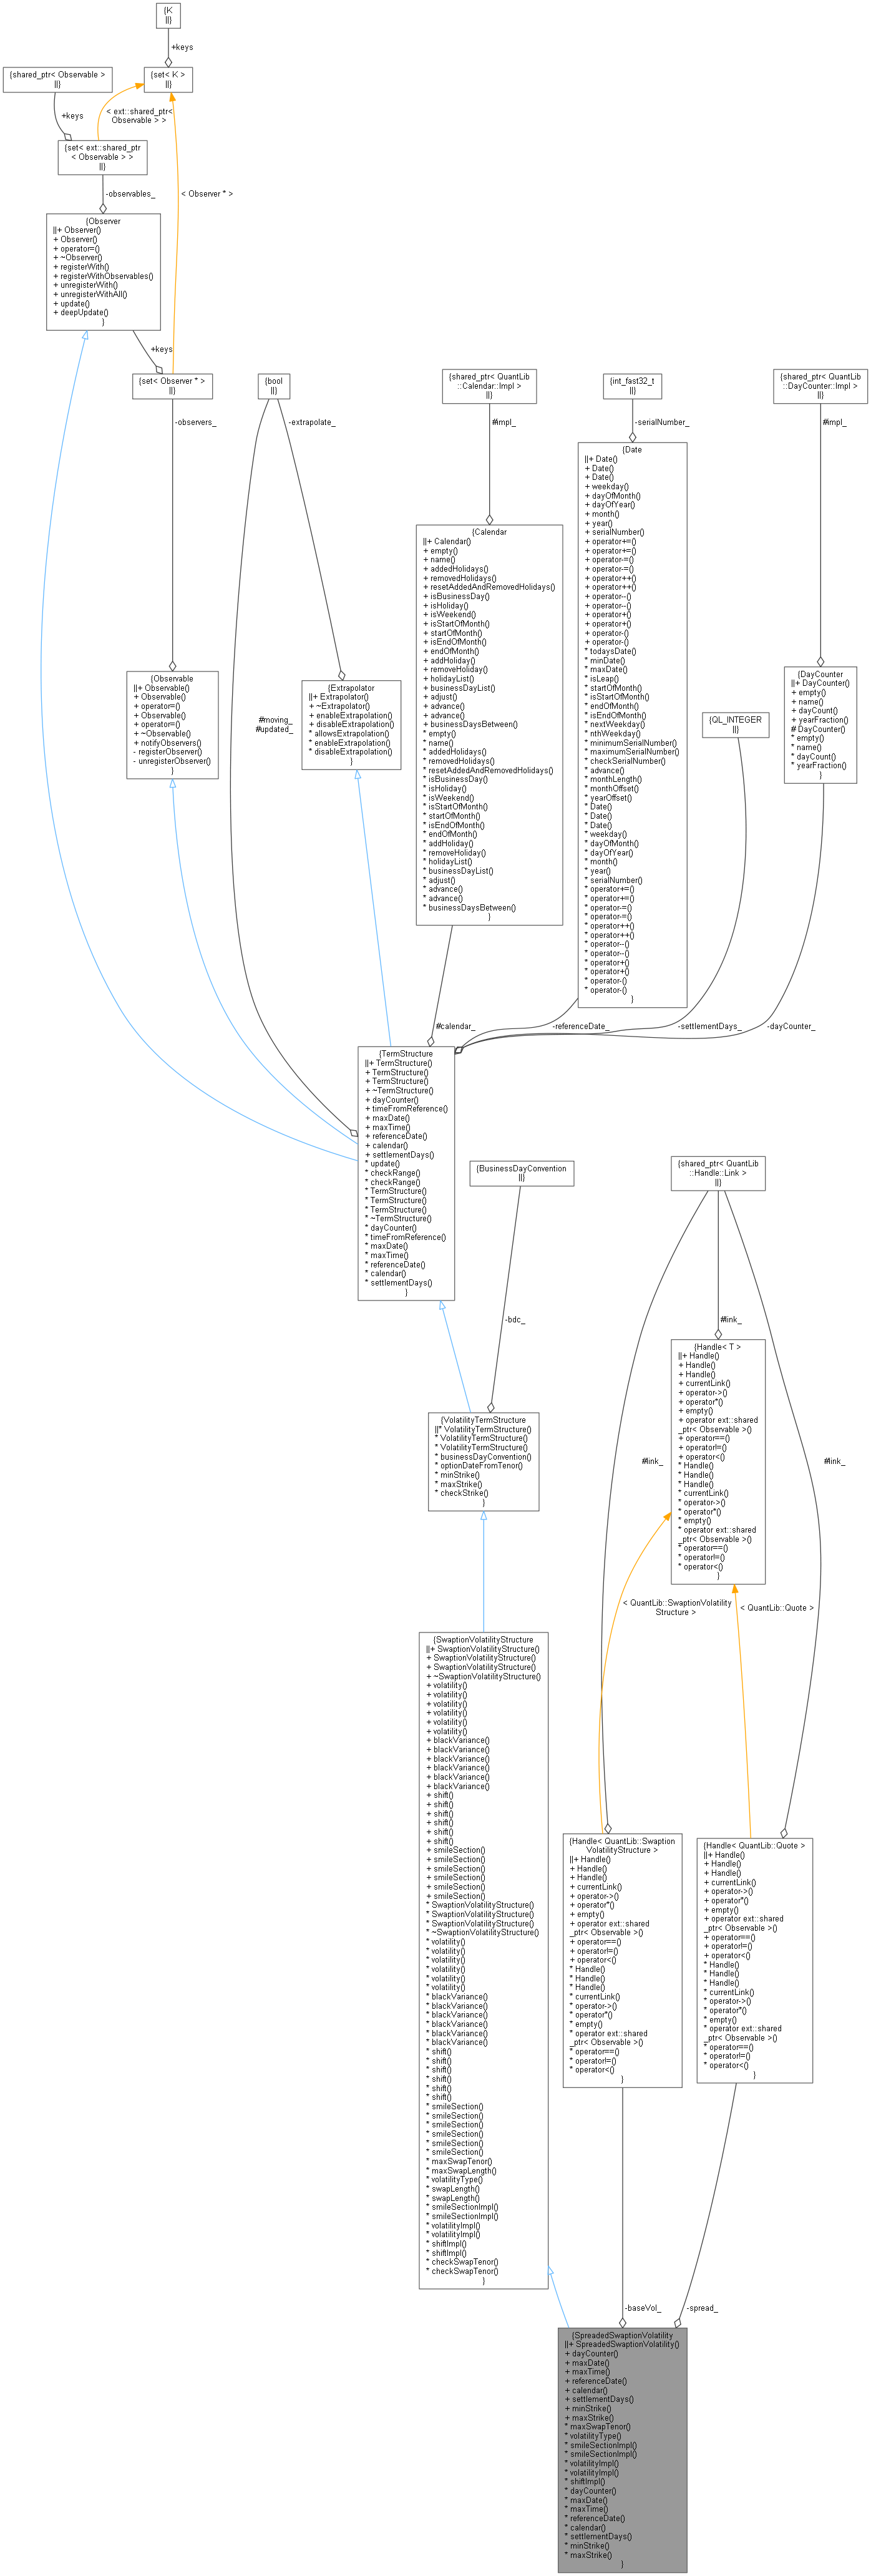 {K
||}
+keys
{shared_ptr< Observable >
||}
{set< K >
||}
+keys
< ext::shared_ptr<
Observable > >
{set< ext::shared_ptr
< Observable > >
||}
-observables_
< Observer * >
{Observer
||+ Observer()
+ Observer()
+ operator=()
+ ~Observer()
+ registerWith()
+ registerWithObservables()
+ unregisterWith()
+ unregisterWithAll()
+ update()
+ deepUpdate()
}
+keys
{set< Observer * >
||}
{bool
||}
{shared_ptr< QuantLib
::Calendar::Impl >
||}
{int_fast32_t
||}
{shared_ptr< QuantLib
::DayCounter::Impl >
||}
-observers_
-extrapolate_
#impl_
-serialNumber_
#impl_
{Date
||+ Date()
+ Date()
+ Date()
+ weekday()
+ dayOfMonth()
+ dayOfYear()
+ month()
+ year()
+ serialNumber()
+ operator+=()
+ operator+=()
+ operator-=()
+ operator-=()
+ operator++()
+ operator++()
+ operator--()
+ operator--()
+ operator+()
+ operator+()
+ operator-()
+ operator-()
* todaysDate()
* minDate()
* maxDate()
* isLeap()
* startOfMonth()
* isStartOfMonth()
* endOfMonth()
* isEndOfMonth()
* nextWeekday()
* nthWeekday()
* minimumSerialNumber()
* maximumSerialNumber()
* checkSerialNumber()
* advance()
* monthLength()
* monthOffset()
* yearOffset()
* Date()
* Date()
* Date()
* weekday()
* dayOfMonth()
* dayOfYear()
* month()
* year()
* serialNumber()
* operator+=()
* operator+=()
* operator-=()
* operator-=()
* operator++()
* operator++()
* operator--()
* operator--()
* operator+()
* operator+()
* operator-()
* operator-()
}
{Calendar
||+ Calendar()
+ empty()
+ name()
+ addedHolidays()
+ removedHolidays()
+ resetAddedAndRemovedHolidays()
+ isBusinessDay()
+ isHoliday()
+ isWeekend()
+ isStartOfMonth()
+ startOfMonth()
+ isEndOfMonth()
+ endOfMonth()
+ addHoliday()
+ removeHoliday()
+ holidayList()
+ businessDayList()
+ adjust()
+ advance()
+ advance()
+ businessDaysBetween()
* empty()
* name()
* addedHolidays()
* removedHolidays()
* resetAddedAndRemovedHolidays()
* isBusinessDay()
* isHoliday()
* isWeekend()
* isStartOfMonth()
* startOfMonth()
* isEndOfMonth()
* endOfMonth()
* addHoliday()
* removeHoliday()
* holidayList()
* businessDayList()
* adjust()
* advance()
* advance()
* businessDaysBetween()
}
{Observable
||+ Observable()
+ Observable()
+ operator=()
+ Observable()
+ operator=()
+ ~Observable()
+ notifyObservers()
- registerObserver()
- unregisterObserver()
}
#moving_
#updated_
{Extrapolator
||+ Extrapolator()
+ ~Extrapolator()
+ enableExtrapolation()
+ disableExtrapolation()
* allowsExtrapolation()
* enableExtrapolation()
* disableExtrapolation()
}
{QL_INTEGER
||}
{DayCounter
||+ DayCounter()
+ empty()
+ name()
+ dayCount()
+ yearFraction()
# DayCounter()
* empty()
* name()
* dayCount()
* yearFraction()
}
#calendar_
-referenceDate_
-settlementDays_
-dayCounter_
{TermStructure
||+ TermStructure()
+ TermStructure()
+ TermStructure()
+ ~TermStructure()
+ dayCounter()
+ timeFromReference()
+ maxDate()
+ maxTime()
+ referenceDate()
+ calendar()
+ settlementDays()
* update()
* checkRange()
* checkRange()
* TermStructure()
* TermStructure()
* TermStructure()
* ~TermStructure()
* dayCounter()
* timeFromReference()
* maxDate()
* maxTime()
* referenceDate()
* calendar()
* settlementDays()
}
{BusinessDayConvention
||}
{shared_ptr< QuantLib
::Handle::Link >
||}
-bdc_
#link_
{Handle< T >
||+ Handle()
+ Handle()
+ Handle()
+ currentLink()
+ operator->()
+ operator*()
+ empty()
+ operator ext::shared
_ptr< Observable >()
+ operator==()
+ operator!=()
+ operator<()
* Handle()
* Handle()
* Handle()
* currentLink()
* operator->()
* operator*()
* empty()
* operator ext::shared
_ptr< Observable >()
* operator==()
* operator!=()
* operator<()
}
{VolatilityTermStructure
||* VolatilityTermStructure()
* VolatilityTermStructure()
* VolatilityTermStructure()
* businessDayConvention()
* optionDateFromTenor()
* minStrike()
* maxStrike()
* checkStrike()
}
#link_
#link_
< QuantLib::SwaptionVolatility
Structure >
< QuantLib::Quote >
{SwaptionVolatilityStructure
||+ SwaptionVolatilityStructure()
+ SwaptionVolatilityStructure()
+ SwaptionVolatilityStructure()
+ ~SwaptionVolatilityStructure()
+ volatility()
+ volatility()
+ volatility()
+ volatility()
+ volatility()
+ volatility()
+ blackVariance()
+ blackVariance()
+ blackVariance()
+ blackVariance()
+ blackVariance()
+ blackVariance()
+ shift()
+ shift()
+ shift()
+ shift()
+ shift()
+ shift()
+ smileSection()
+ smileSection()
+ smileSection()
+ smileSection()
+ smileSection()
+ smileSection()
* SwaptionVolatilityStructure()
* SwaptionVolatilityStructure()
* SwaptionVolatilityStructure()
* ~SwaptionVolatilityStructure()
* volatility()
* volatility()
* volatility()
* volatility()
* volatility()
* volatility()
* blackVariance()
* blackVariance()
* blackVariance()
* blackVariance()
* blackVariance()
* blackVariance()
* shift()
* shift()
* shift()
* shift()
* shift()
* shift()
* smileSection()
* smileSection()
* smileSection()
* smileSection()
* smileSection()
* smileSection()
* maxSwapTenor()
* maxSwapLength()
* volatilityType()
* swapLength()
* swapLength()
* smileSectionImpl()
* smileSectionImpl()
* volatilityImpl()
* volatilityImpl()
* shiftImpl()
* shiftImpl()
* checkSwapTenor()
* checkSwapTenor()
}
{Handle< QuantLib::Swaption
VolatilityStructure >
||+ Handle()
+ Handle()
+ Handle()
+ currentLink()
+ operator->()
+ operator*()
+ empty()
+ operator ext::shared
_ptr< Observable >()
+ operator==()
+ operator!=()
+ operator<()
* Handle()
* Handle()
* Handle()
* currentLink()
* operator->()
* operator*()
* empty()
* operator ext::shared
_ptr< Observable >()
* operator==()
* operator!=()
* operator<()
}
{Handle< QuantLib::Quote >
||+ Handle()
+ Handle()
+ Handle()
+ currentLink()
+ operator->()
+ operator*()
+ empty()
+ operator ext::shared
_ptr< Observable >()
+ operator==()
+ operator!=()
+ operator<()
* Handle()
* Handle()
* Handle()
* currentLink()
* operator->()
* operator*()
* empty()
* operator ext::shared
_ptr< Observable >()
* operator==()
* operator!=()
* operator<()
}
-baseVol_
-spread_
{SpreadedSwaptionVolatility
||+ SpreadedSwaptionVolatility()
+ dayCounter()
+ maxDate()
+ maxTime()
+ referenceDate()
+ calendar()
+ settlementDays()
+ minStrike()
+ maxStrike()
* maxSwapTenor()
* volatilityType()
* smileSectionImpl()
* smileSectionImpl()
* volatilityImpl()
* volatilityImpl()
* shiftImpl()
* dayCounter()
* maxDate()
* maxTime()
* referenceDate()
* calendar()
* settlementDays()
* minStrike()
* maxStrike()
}